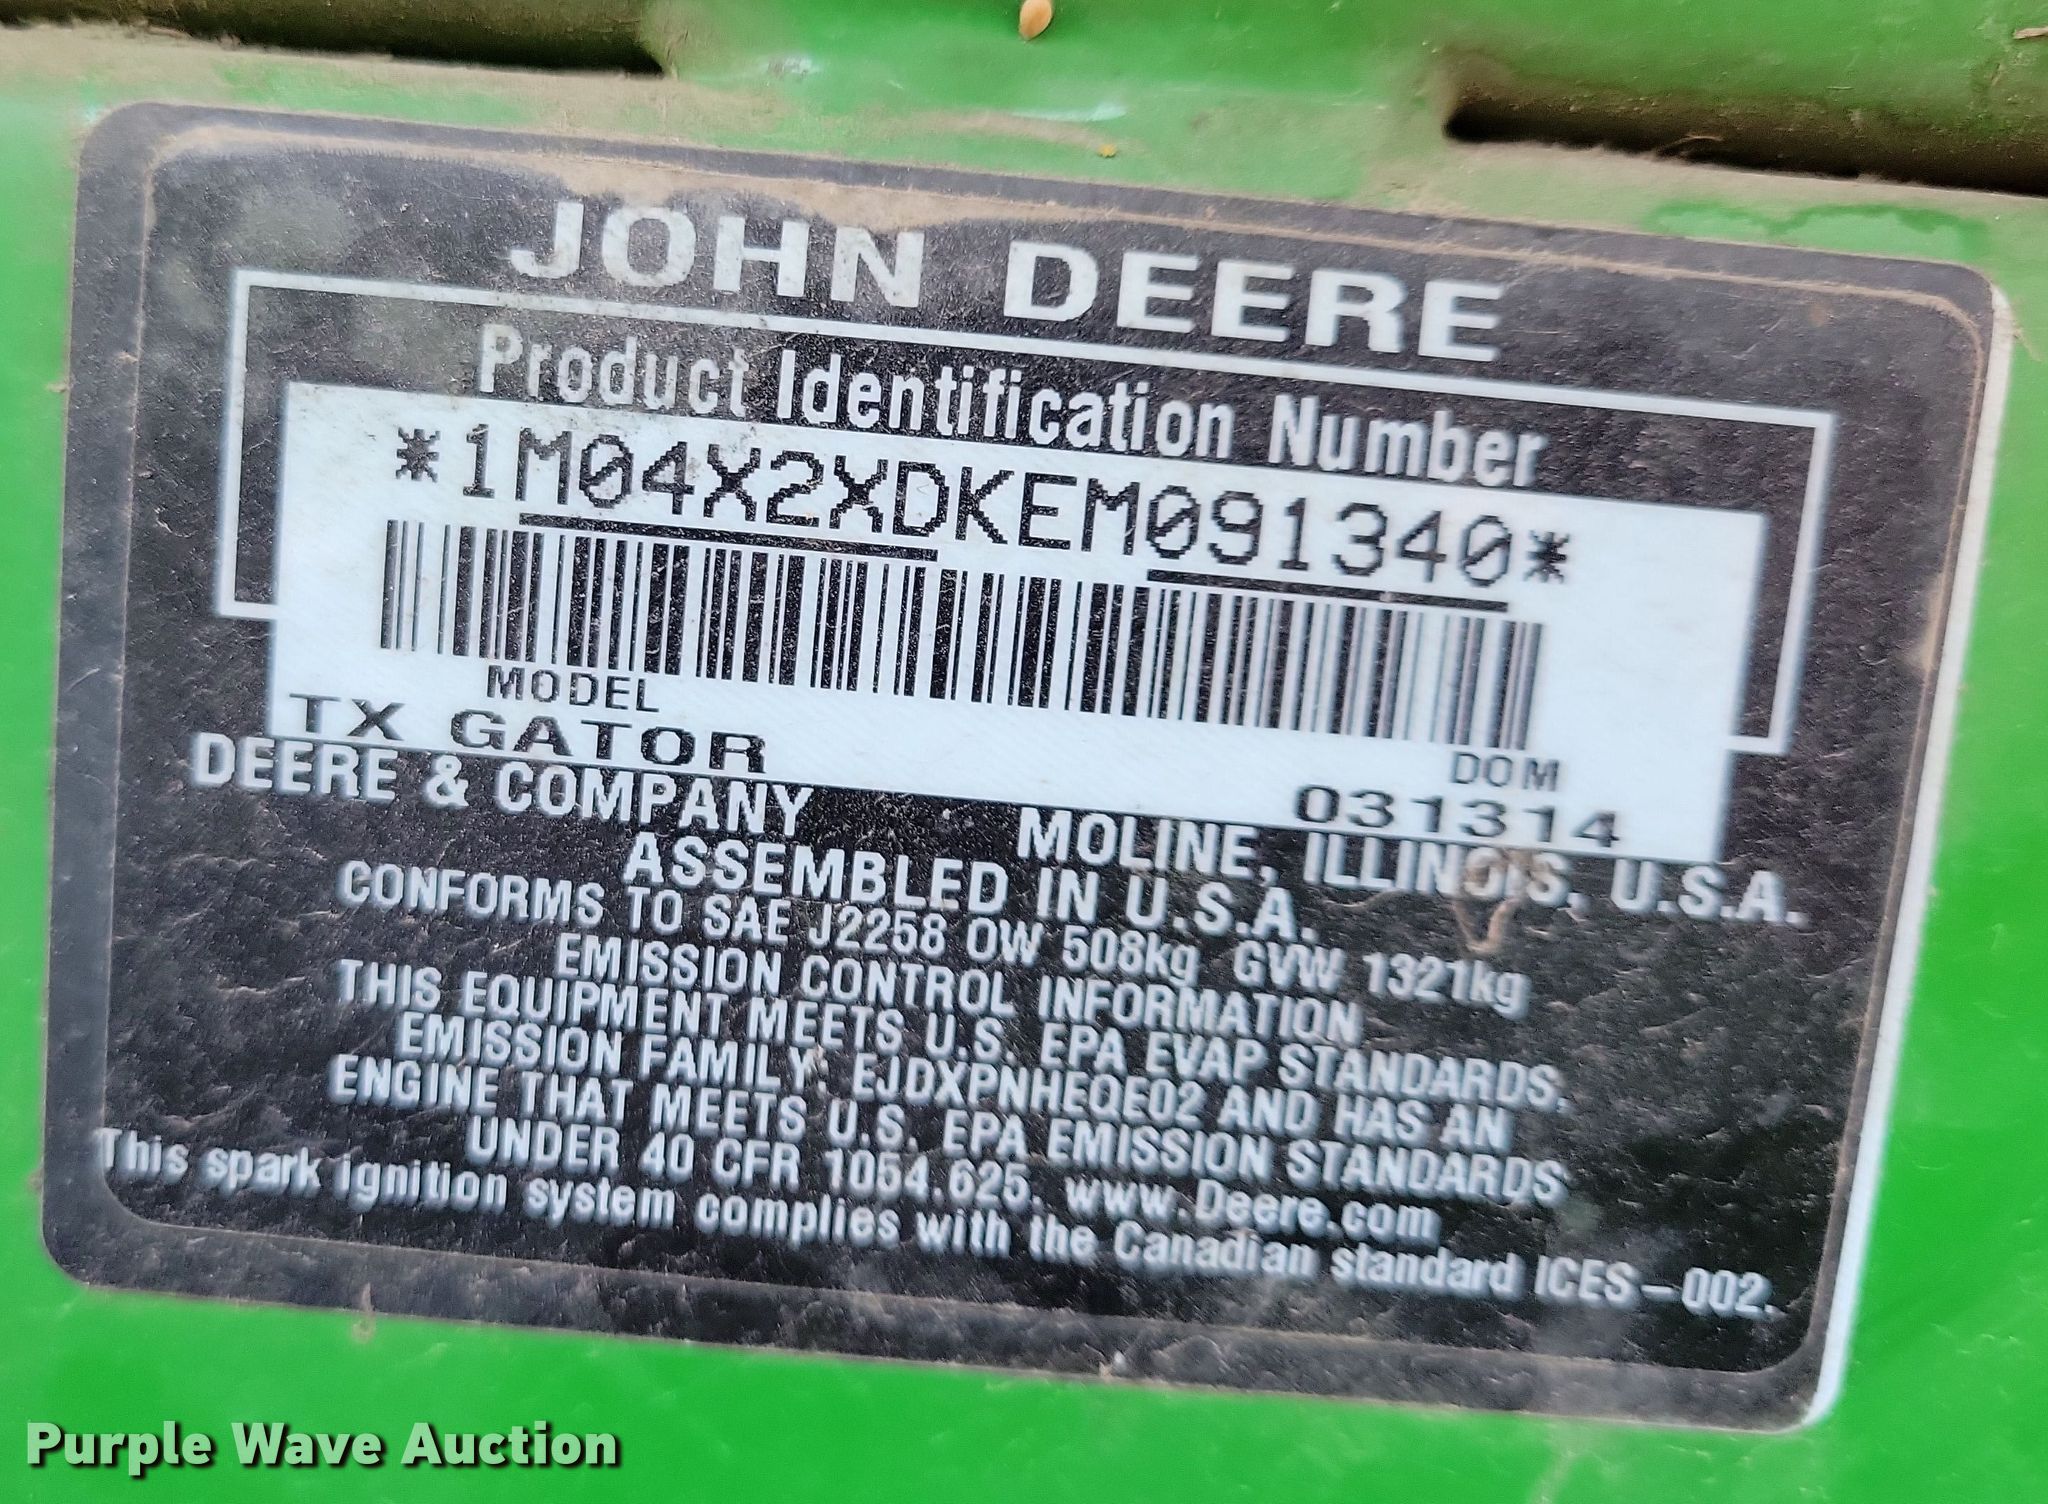 JOHN DEERE
Product Identification Number
*1M04X2XDKEM091340*
MODEL
TX GATOR
DOM
031314
DEERE & COMPANY MOLINE, ILLINOIS, U.S.A.
ASSEMBLED IN U.S.A.
CONFORMS TO SAE J2258 OW 508kg GVW 1321kg
EMISSION CONTROL INFORMATION
THIS EQUIPMENT MEETS U.S. EPA EVAP STANDARDS.
EMISSION FAMILY: EJDXPNHEQE02 AND HAS AN
ENGINE THAT MEETS U.S. EPA EMISSION STANDARDS
UNDER 40 CFR 1054.625. www.Deere.com
This spark ignition system complies with the Canadian standard ICES-002.
Purple Wave Auction